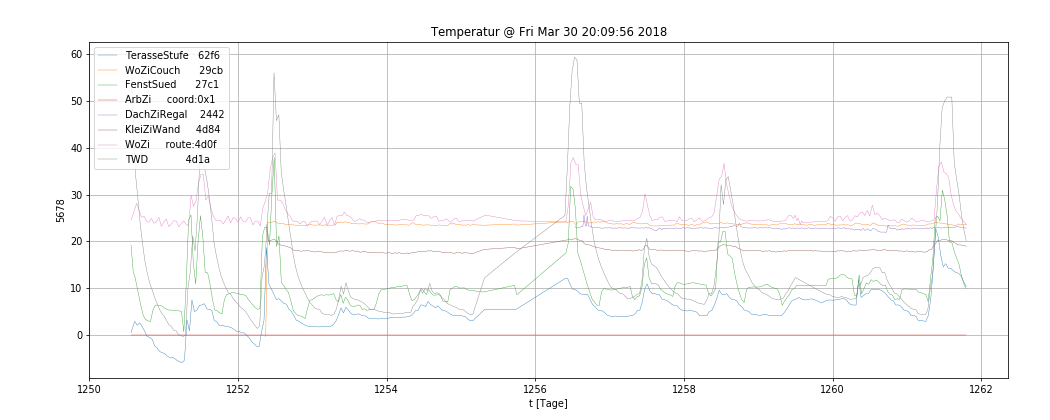 Temperatur @ Fri Mar 30 20:09:56 2018
60
50
40
30
20
10
0
5678
TerasseStufe 62f6
WoZiCouch 29cb
FenstSued 27c1
ArbZi coord:0x1
DachZiRegal 2442
KleiZiWand 4d84
WoZi route:4d0f
TWD 4d1a
1250 1252 1254 1256 1258 1260 1262
t [Tage]